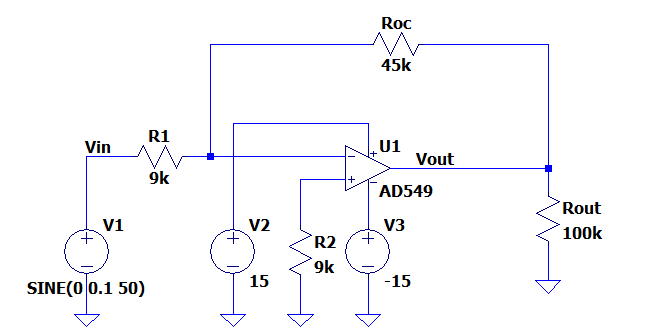 Roc
45k
R1
Vin
9k
U1
Vout
AD549
V1
V2
R2
V3
Rout
9k
100k
SINE(0 0.1 50)
15
-15